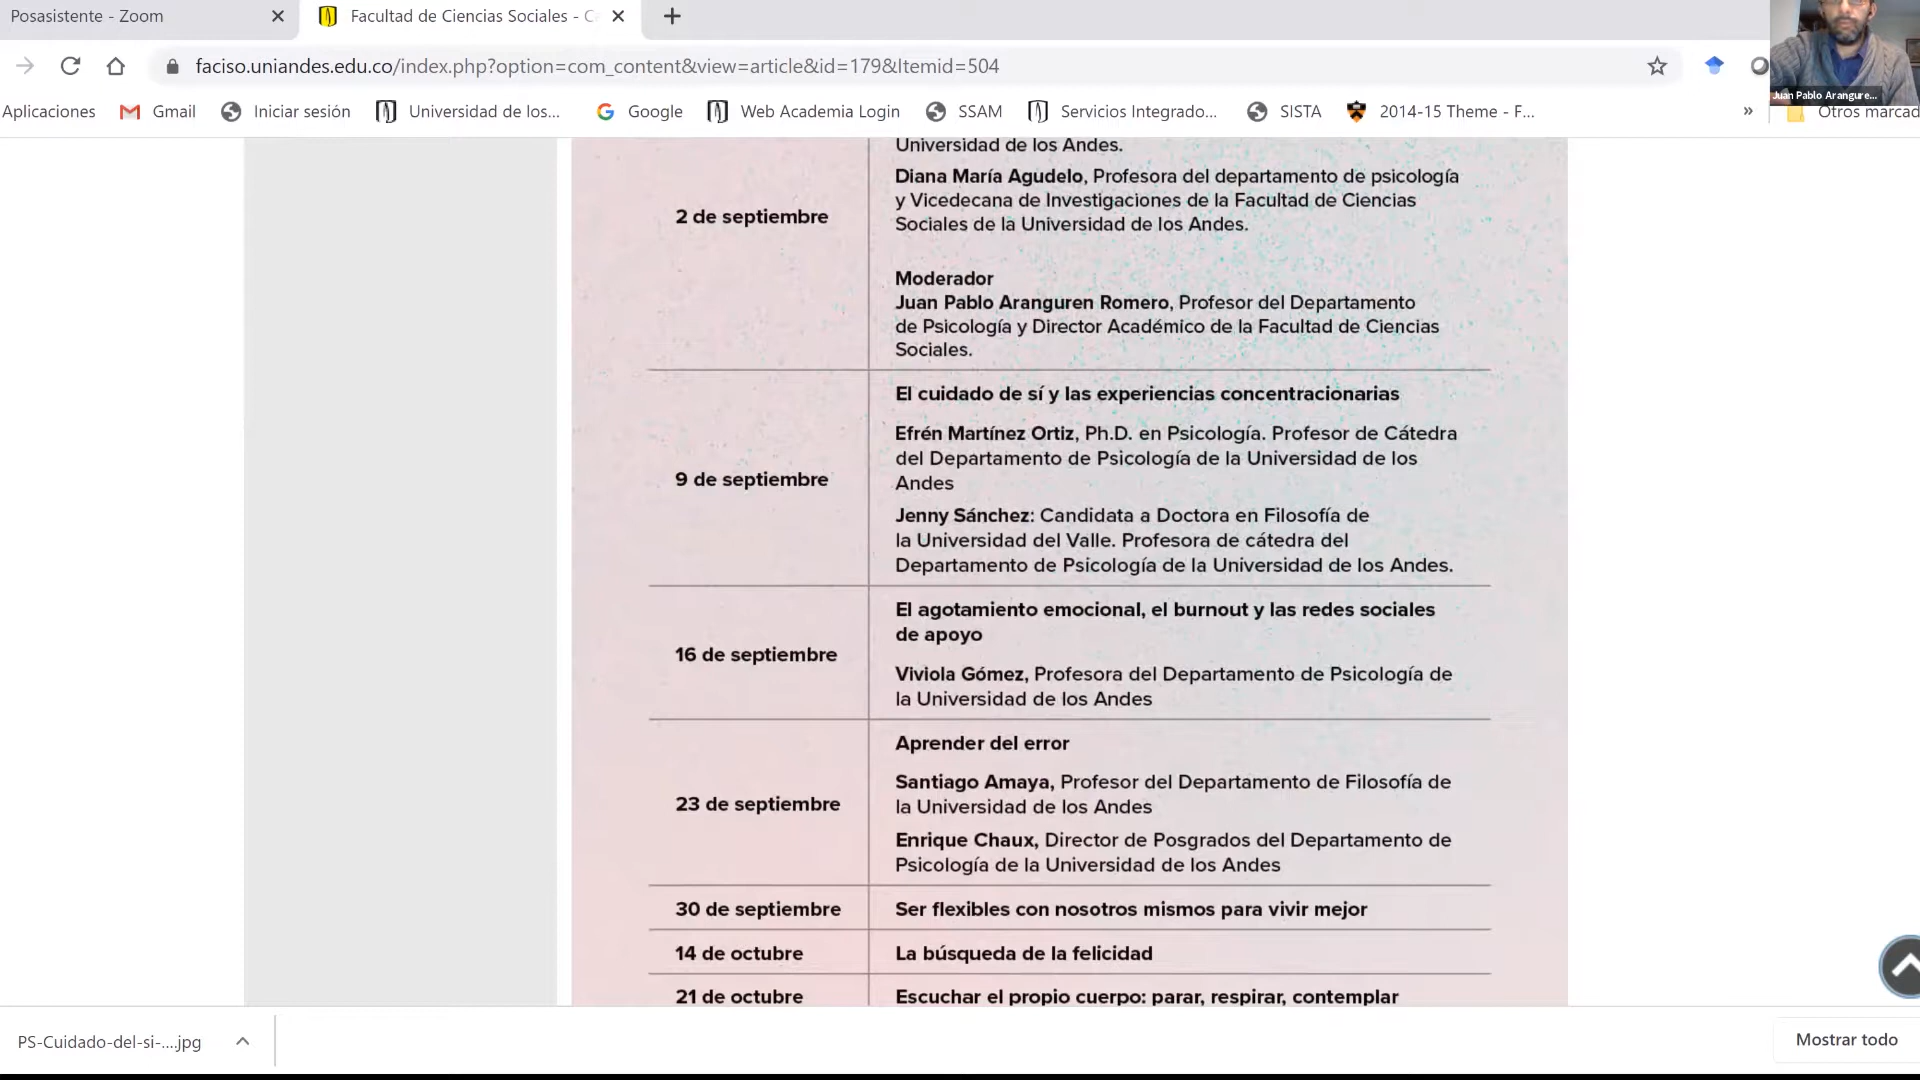 Posasistente - Zoom
Facultad de Ciencias Sociales - C
faciso.uniandes.edu.co/index.php?option=com_content&view=article&id=179&Itemid=504
Juan Pablo Arangure...
Aplicaciones
Gmail
Iniciar sesión
Universidad de los...
Google
Web Academia Login
SSAM
Servicios Integrado...
SISTA
2014-15 Theme - F...
»
Otros marcad
Universidad de los Andes.
Diana María Agudelo, Profesora del departamento de psicología
y Vicedecana de Investigaciones de la Facultad de Ciencias
Sociales de la Universidad de los Andes.
2 de septiembre
Moderador
Juan Pablo Aranguren Romero, Profesor del Departamento
de Psicología y Director Académico de la Facultad de Ciencias
Sociales.
El cuidado de sí y las experiencias concentracionarias
Efrén Martínez Ortiz, Ph.D. en Psicología. Profesor de Cátedra
del Departamento de Psicología de la Universidad de los
Andes
9 de septiembre
Jenny Sánchez: Candidata a Doctora en Filosofía de
la Universidad del Valle. Profesora de cátedra del
Departamento de Psicología de la Universidad de los Andes.
El agotamiento emocional, el burnout y las redes sociales
de apoyo
16 de septiembre
Viviola Gómez, Profesora del Departamento de Psicología de
la Universidad de los Andes
Aprender del error
Santiago Amaya, Profesor del Departamento de Filosofía de
la Universidad de los Andes
23 de septiembre
Enrique Chaux, Director de Posgrados del Departamento de
Psicología de la Universidad de los Andes
30 de septiembre
Ser flexibles con nosotros mismos para vivir mejor
14 de octubre
La búsqueda de la felicidad
21 de octubre
Escuchar el propio cuerpo: parar, respirar, contemplar
PS-Cuidado-del-si-....jpg
Mostrar todo